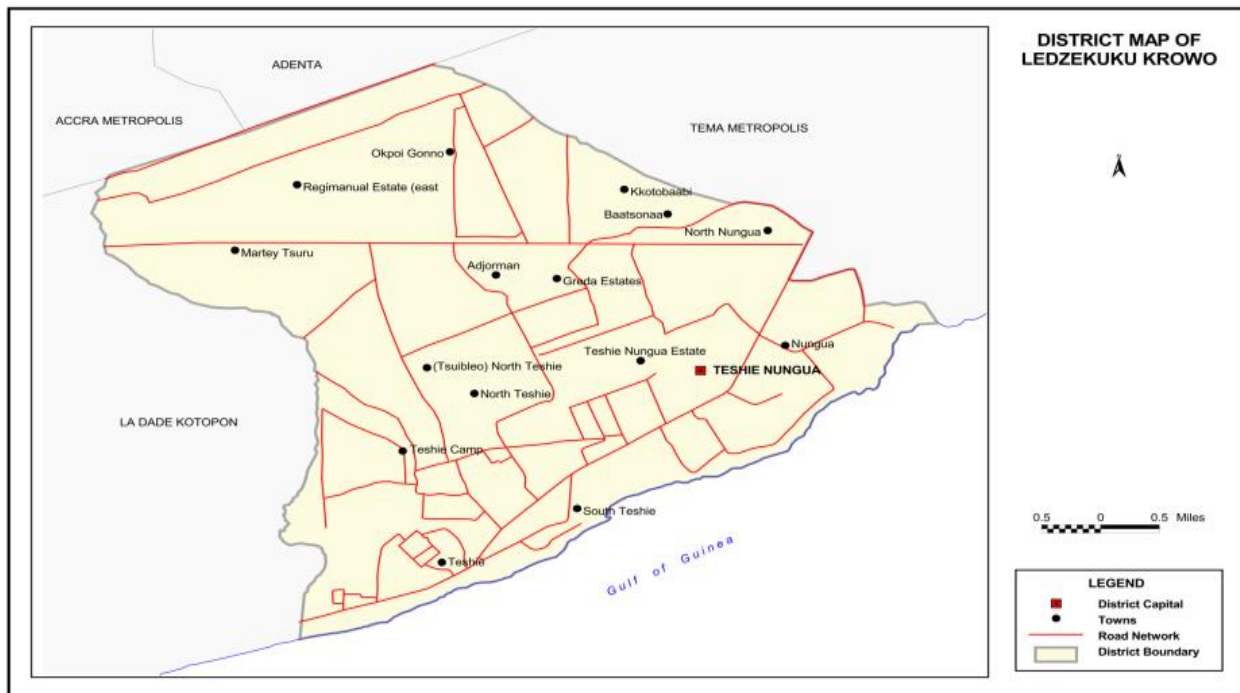 DISTRICT MAP OF
LEDZEKUKU KROWO
ADENTA
ACCRA METROPOLIS
TEMA METROPOLIS
Okpoi Gonno
Regimanual Estate (east
Kkotobaabi
Baatsonaa
North Nungua
Martey Tsuru
Adjorman
Greda Estates
Nungua
Teshie Nungua Estate
TESHIE NUNGUA
(Tsuibleo) North Teshie
North Teshie
LA DADE KOTOPON
Teshie Camp
South Teshie
Teshie
Gulf of Guinea
0.5 0 0.5 Miles
LEGEND
District Capital
Towns
Road Network
District Boundary